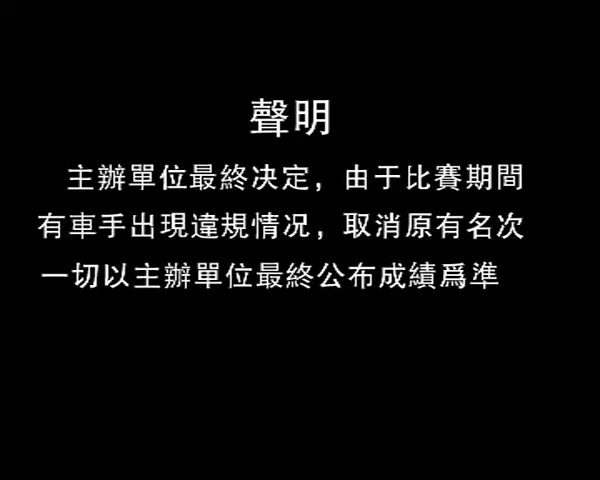 聲明
主辦單位最終决定，由于比賽期間
有車手出現違規情况，取消原有名次
一切以主辦單位最終公布成績爲準